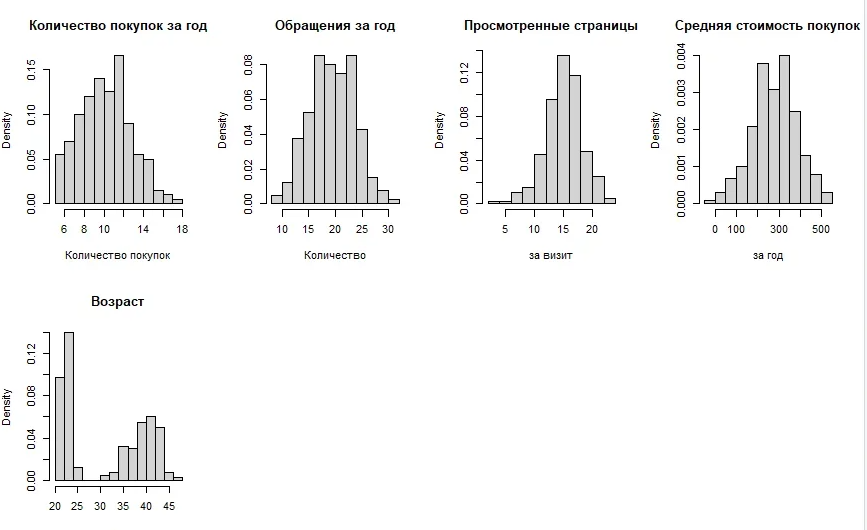 Количество покупок за год
Density
0.00 0.05 0.10 0.15
6 8 10 14 18
Количество покупок
Обращения за год
Density
0.00 0.02 0.04 0.06 0.08
10 15 20 25 30
Количество
Просмотренные страницы
Density
0.00 0.04 0.08 0.12
5 10 15 20
за визит
Средняя стоимость покупок
Density
0.000 0.001 0.002 0.003 0.004
0 100 300 500
за год
Возраст
Density
0.00 0.04 0.08 0.12
20 25 30 35 40 45